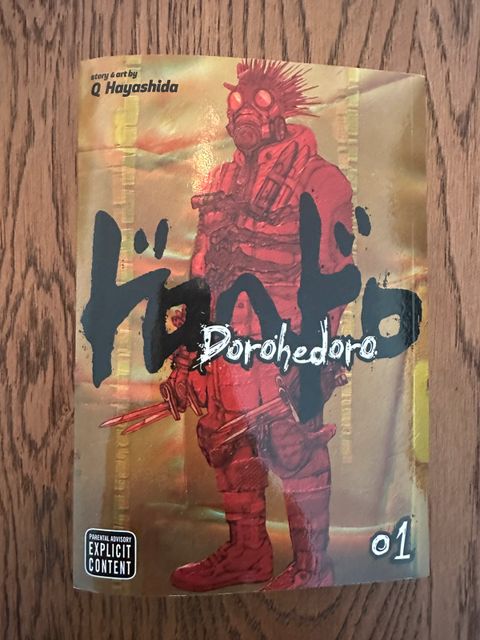 story & art by
Q Hayashida
ドロヘドロ
Dorohedoro
PARENTAL ADVISORY
EXPLICIT
CONTENT
01